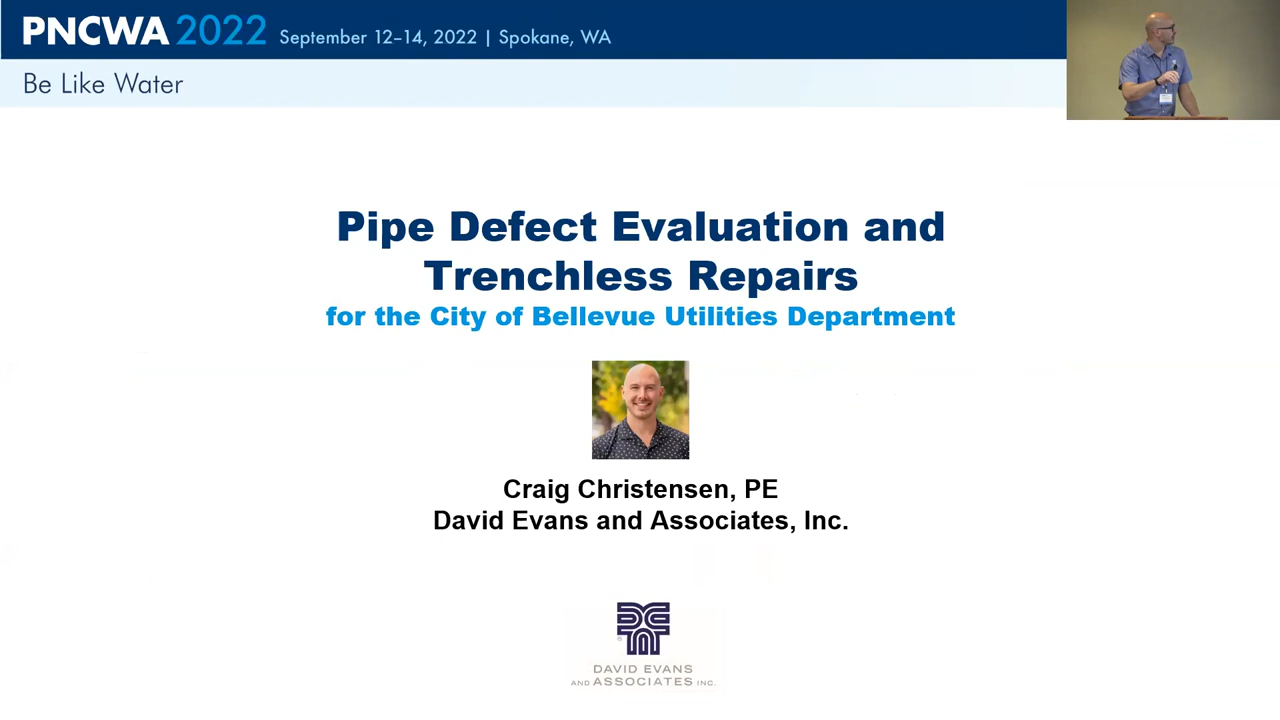 PNCWA 2022 September 12–14, 2022 | Spokane, WA
Be Like Water
Pipe Defect Evaluation and
Trenchless Repairs
for the City of Bellevue Utilities Department
Craig Christensen, PE
David Evans and Associates, Inc.
DAVID EVANS
AND ASSOCIATES INC.